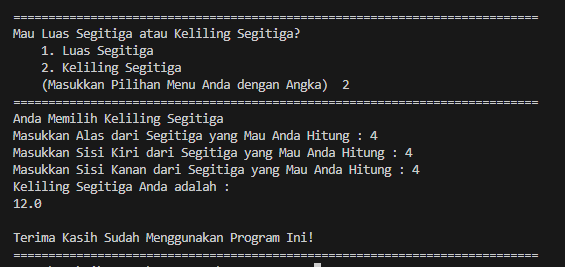 ===========================================================================
Mau Luas Segitiga atau Keliling Segitiga?
    1. Luas Segitiga
    2. Keliling Segitiga
    (Masukkan Pilihan Menu Anda dengan Angka)  2
===========================================================================
Anda Memilih Keliling Segitiga
Masukkan Alas dari Segitiga yang Mau Anda Hitung : 4
Masukkan Sisi Kiri dari Segitiga yang Mau Anda Hitung : 4
Masukkan Sisi Kanan dari Segitiga yang Mau Anda Hitung : 4
Keliling Segitiga Anda adalah :
12.0

Terima Kasih Sudah Menggunakan Program Ini!
===========================================================================